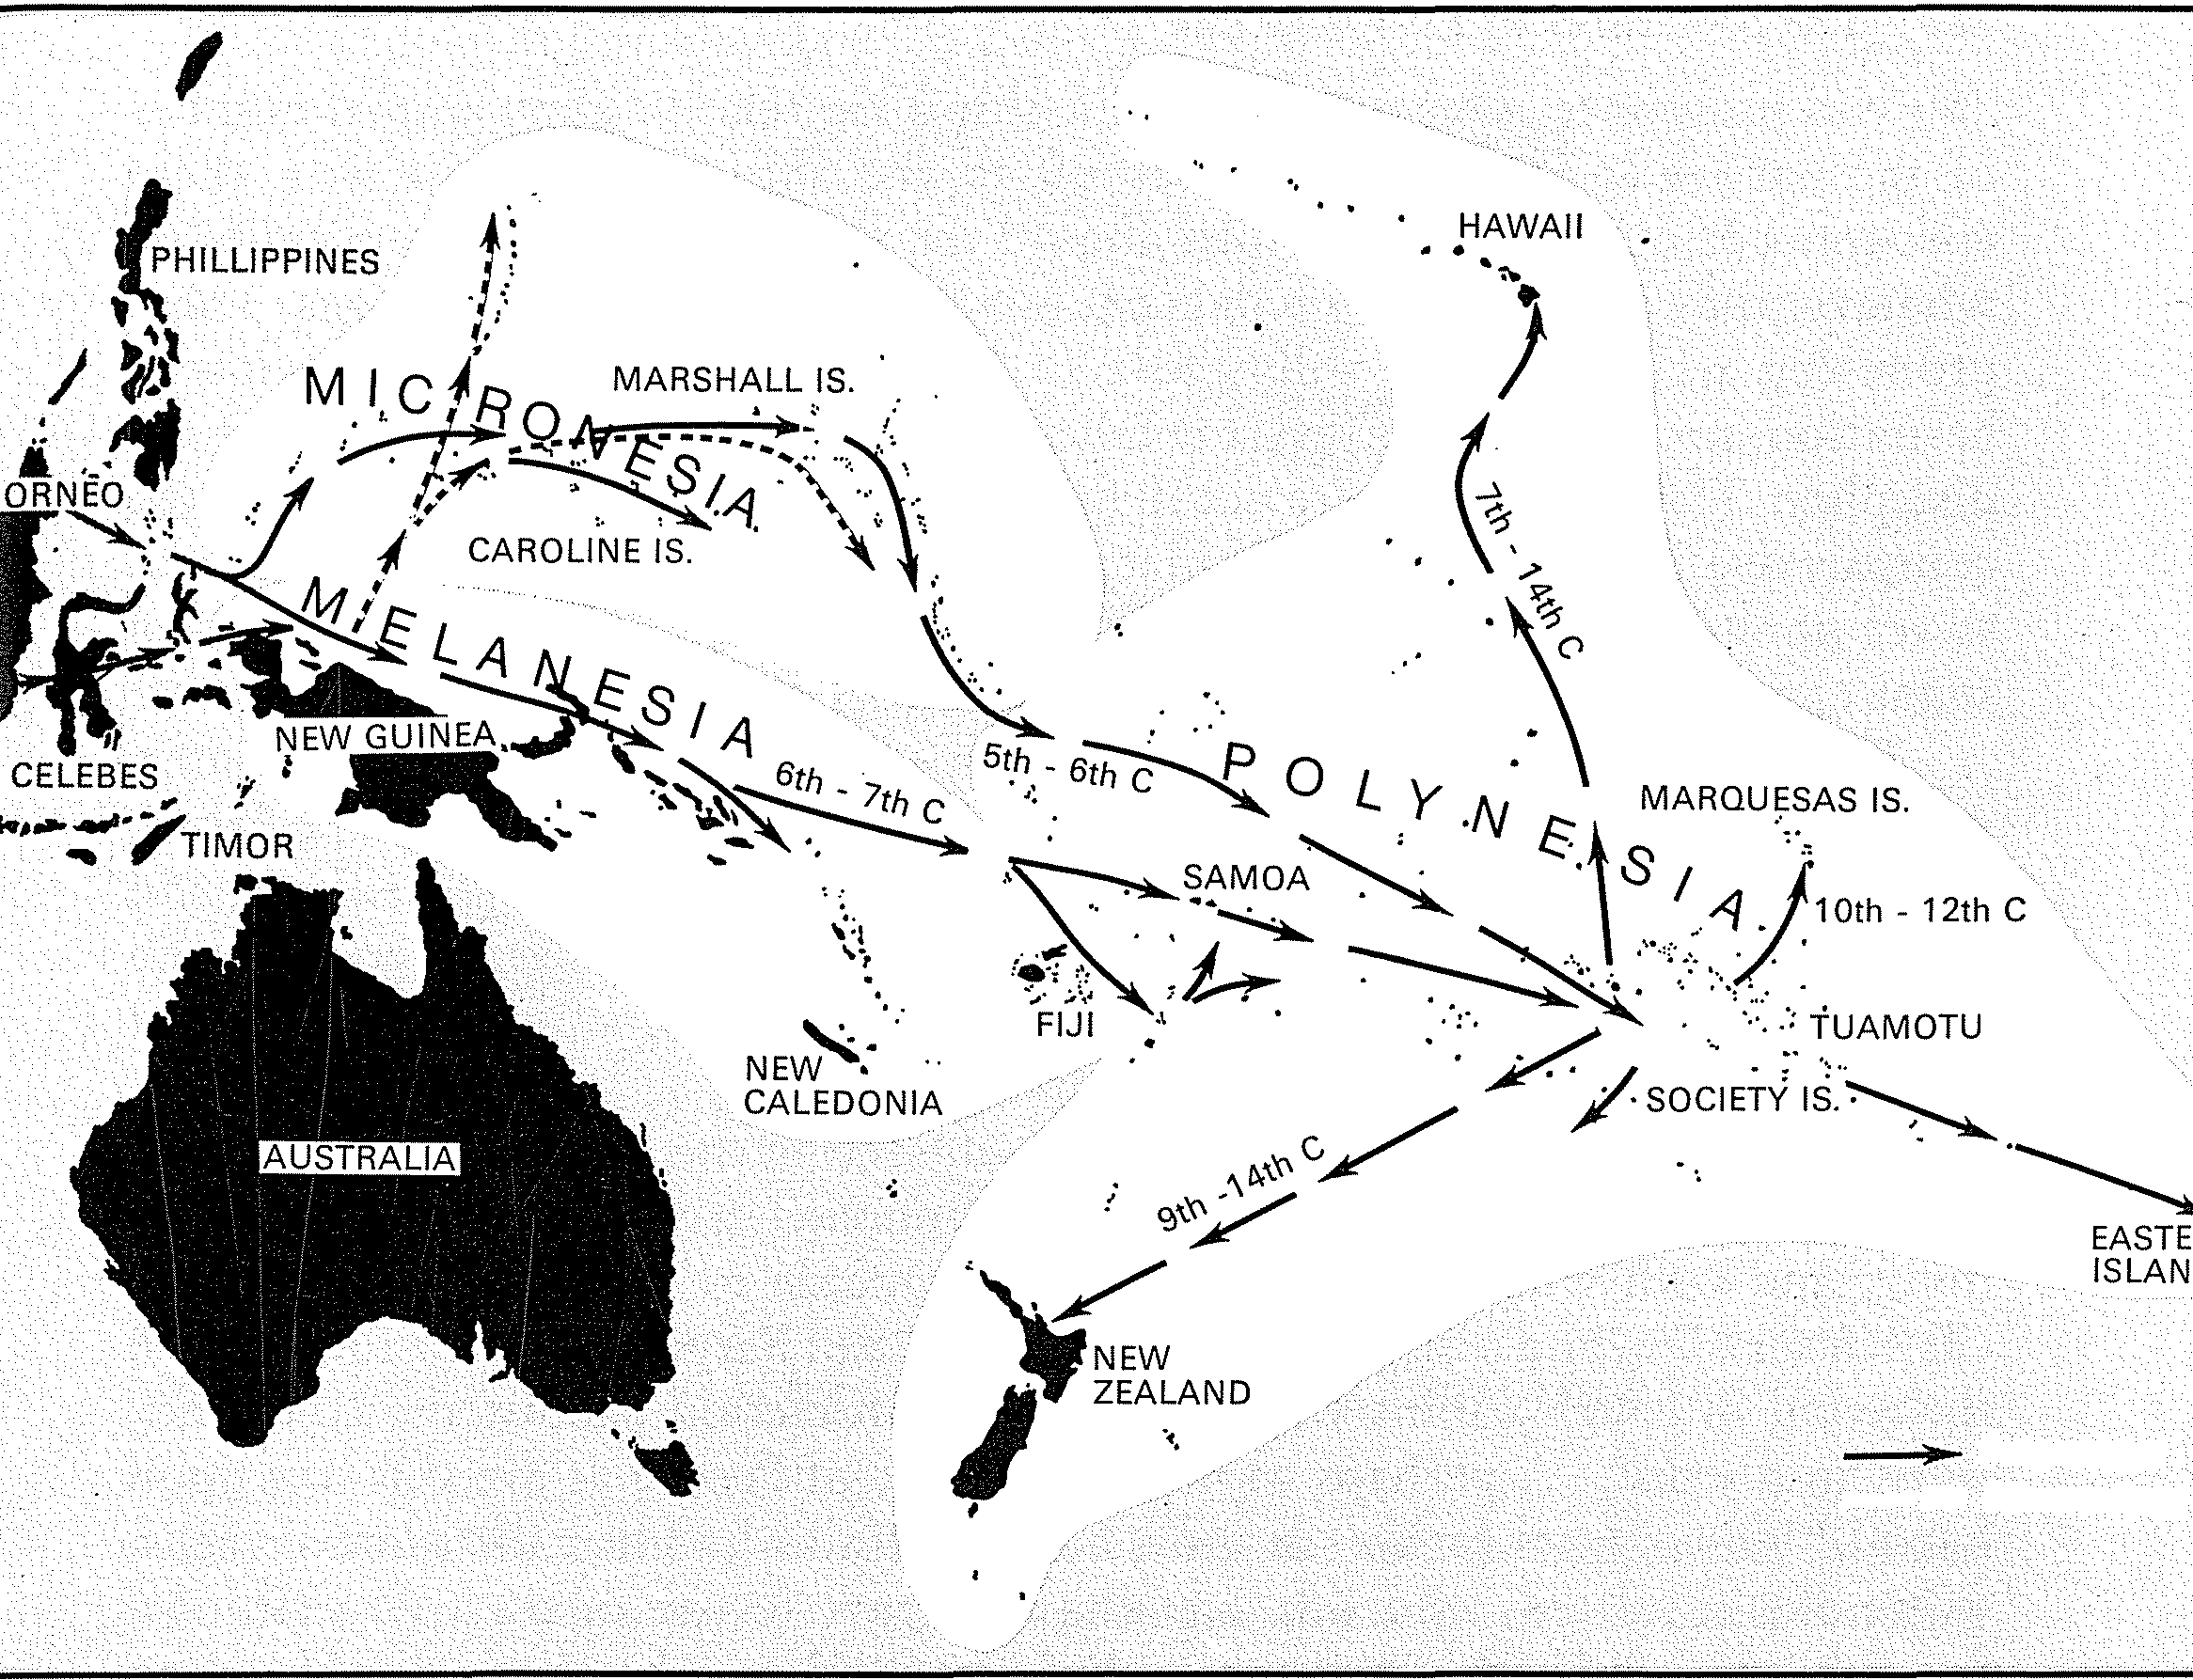 HAWAII
PHILLIPPINES
MICRONESIA
MARSHALL IS.
ORNEO
7th - 14th C
CAROLINE IS.
MELANESIA
NEW GUINEA
CELEBES
6th - 7th C
5th - 6th C
POLYNESIA
MARQUESAS IS.
TIMOR
SAMOA
10th - 12th C
FIJI
TUAMOTU
NEW
CALEDONIA
SOCIETY IS.
AUSTRALIA
9th -14th C
EASTE
ISLAN
NEW
ZEALAND